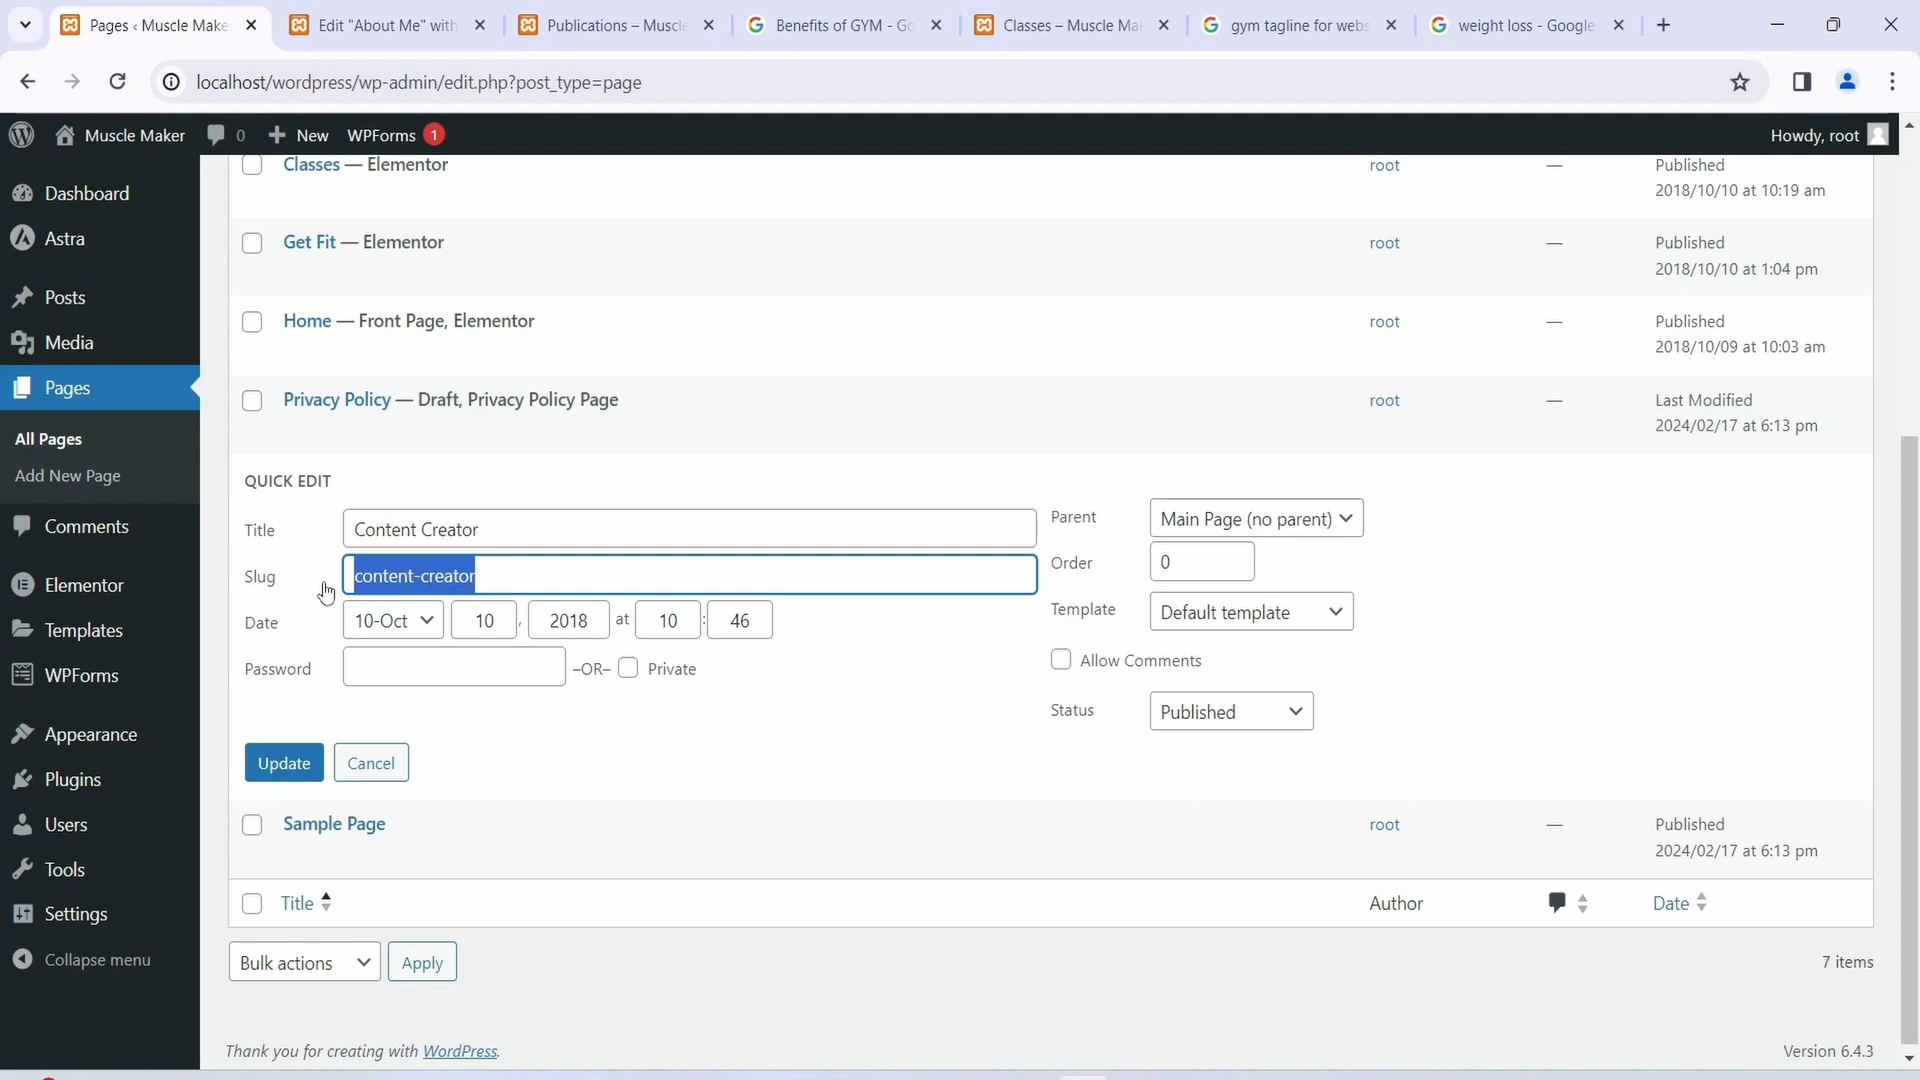 Pages ‹ Muscle Make
Edit "About Me" with
Publications – Muscle
Benefits of GYM - Go
Classes – Muscle Ma
gym tagline for webs
weight loss - Google
localhost/wordpress/wp-admin/edit.php?post_type=page
Muscle Maker
0
New
WPForms 1
Howdy, root
Dashboard
Astra
Posts
Media
Pages
All Pages
Add New Page
Comments
Elementor
Templates
WPForms
Appearance
Plugins
Users
Tools
Settings
Collapse menu
Classes — Elementor root — Published
2018/10/10 at 10:19 am
Get Fit — Elementor root — Published
2018/10/10 at 1:04 pm
Home — Front Page, Elementor root — Published
2018/10/09 at 10:03 am
Privacy Policy — Draft, Privacy Policy Page root — Last Modified
2024/02/17 at 6:13 pm
QUICK EDIT
Title Content Creator
Slug content-creator
Date 10-Oct 10 , 2018 at 10 : 46
Password –OR– Private
Parent Main Page (no parent)
Order 0
Template Default template
Allow Comments
Status Published
Update Cancel
Sample Page root — Published
2024/02/17 at 6:13 pm
Title Author Date
Bulk actions Apply 7 items
Thank you for creating with WordPress. Version 6.4.3